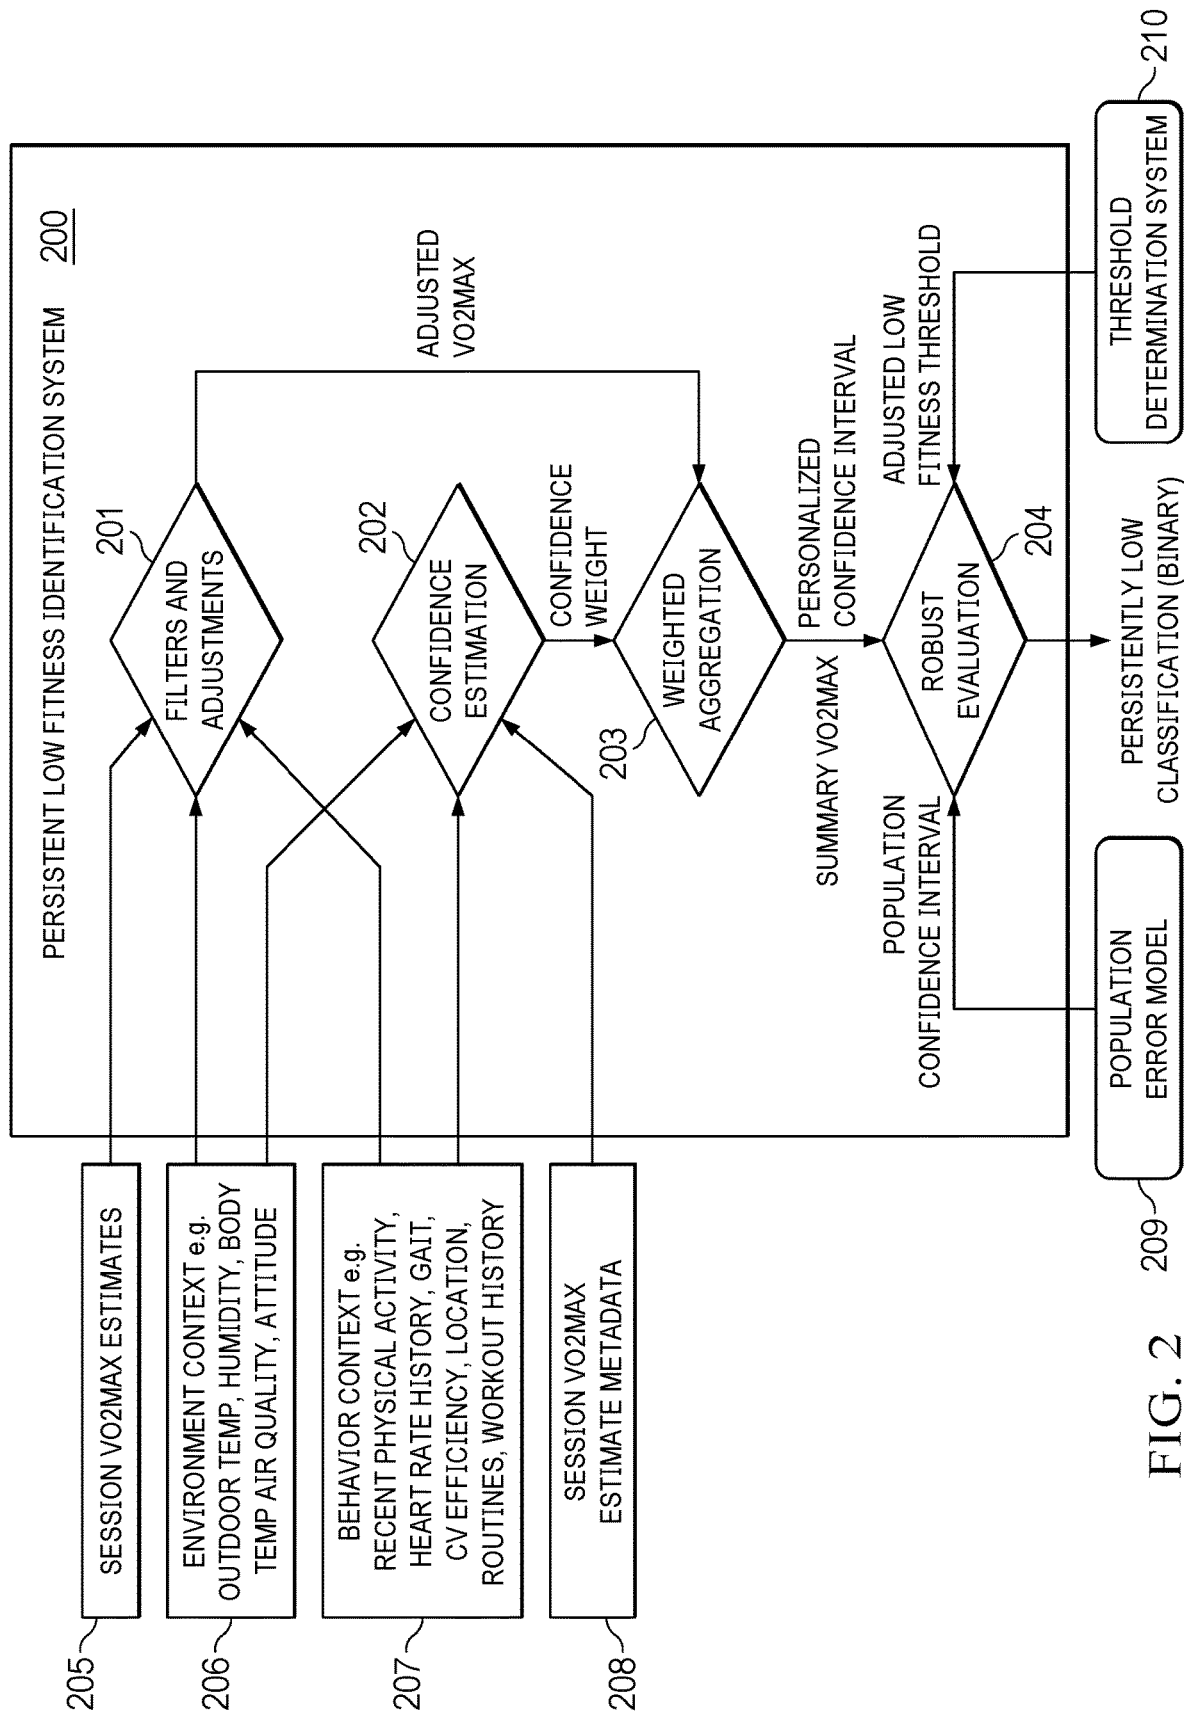 PERSISTENT LOW FITNESS IDENTIFICATION SYSTEM
200
205
SESSION VO2MAX ESTIMATES
206
ENVIRONMENT CONTEXT e.g.
OUTDOOR TEMP, HUMIDITY, BODY
TEMP AIR QUALITY, ATTITUDE
207
BEHAVIOR CONTEXT e.g.
RECENT PHYSICAL ACTIVITY,
HEART RATE HISTORY, GAIT,
CV EFFICIENCY, LOCATION,
ROUTINES, WORKOUT HISTORY
208
SESSION VO2MAX
ESTIMATE METADATA
201
FILTERS AND
ADJUSTMENTS
ADJUSTED
VO2MAX
202
CONFIDENCE
ESTIMATION
CONFIDENCE
WEIGHT
203
WEIGHTED
AGGREGATION
SUMMARY VO2MAX
PERSONALIZED
CONFIDENCE INTERVAL
POPULATION
CONFIDENCE INTERVAL
ADJUSTED LOW
FITNESS THRESHOLD
ROBUST
EVALUATION
204
209
POPULATION
ERROR MODEL
PERSISTENTLY LOW
CLASSIFICATION (BINARY)
THRESHOLD
DETERMINATION SYSTEM
210
FIG. 2